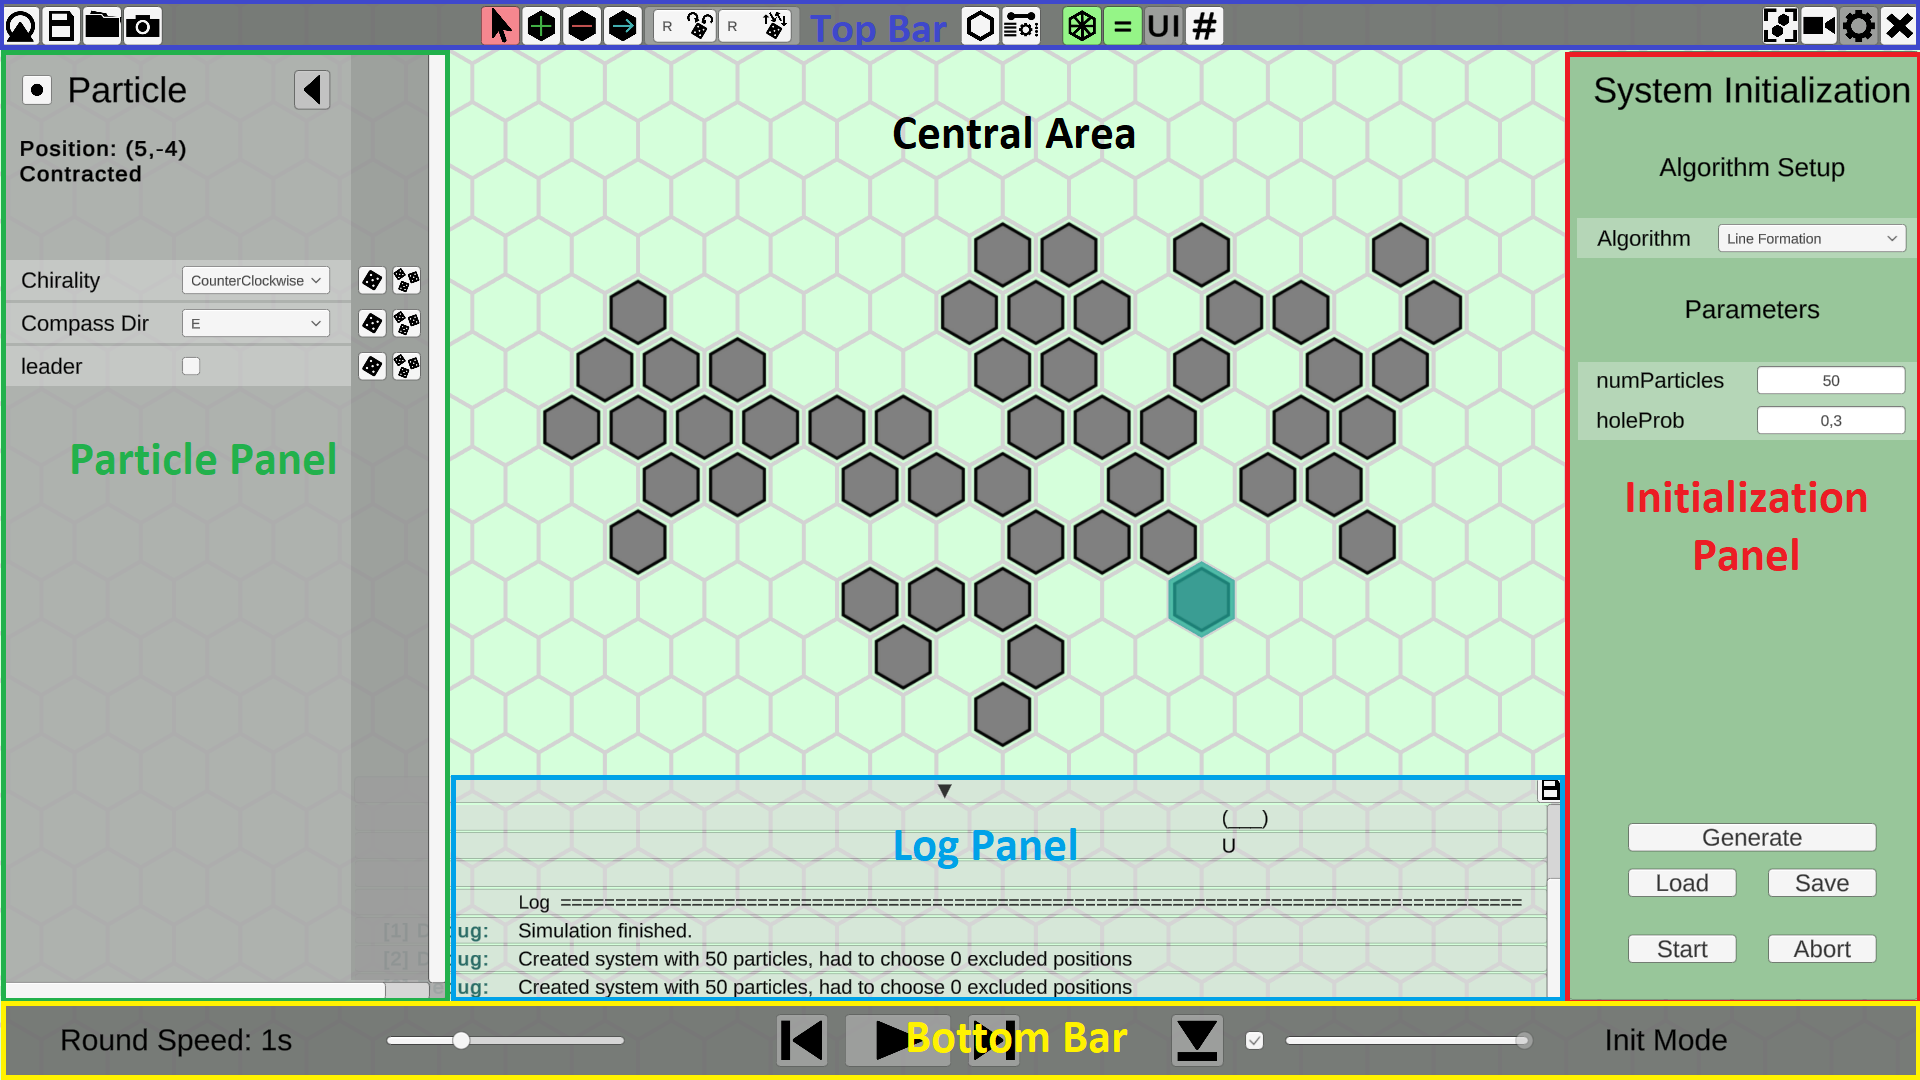 R
R
Top Bar
UI
#
Particle
Position: (5,-4)
Contracted
Chirality
CounterClockwise
Compass Dir
E
leader
Particle Panel
Central Area
System Initialization
Algorithm Setup
Algorithm
Line Formation
Parameters
numParticles
50
holeProb
0,3
Initialization
Panel
Generate
Load
Save
Start
Abort
(___)
U
Log Panel
Log ================================================================================
[1] Debug: Simulation finished.
[2] Debug: Created system with 50 particles, had to choose 0 excluded positions
ug: Created system with 50 particles, had to choose 0 excluded positions
Round Speed: 1s
Bottom Bar
Init Mode